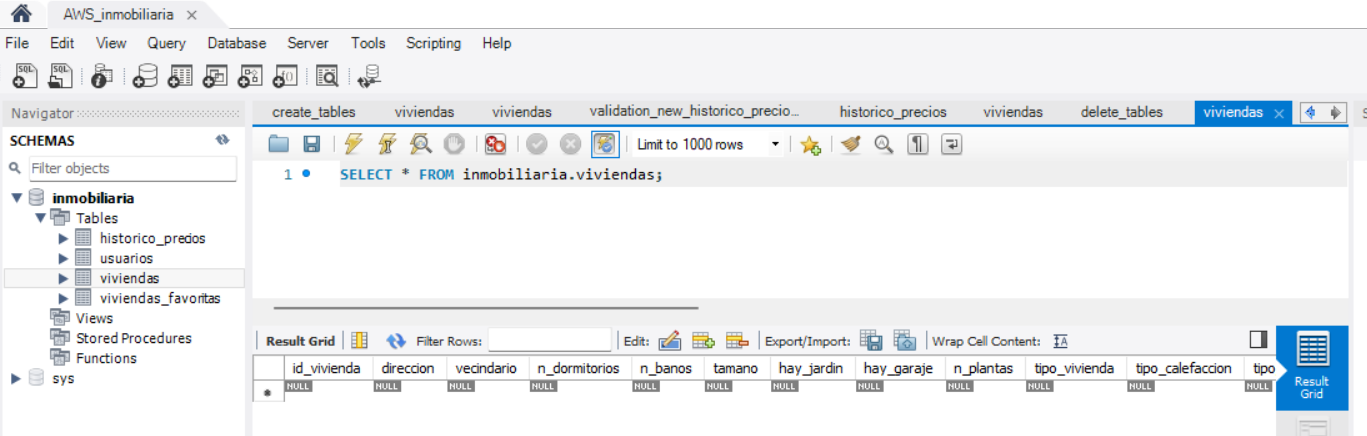 AWS_inmobiliaria ×
File Edit View Query Database Server Tools Scripting Help
SQL SQL
Navigator
create_tables viviendas viviendas validation_new_historico_precio... historico_precios viviendas delete_tables viviendas ×
SCHEMAS
Filter objects
Limit to 1000 rows
1 SELECT * FROM inmobiliaria.viviendas;
inmobiliaria
Tables
historico_precios
usuarios
viviendas
viviendas_favoritas
Views
Stored Procedures
Functions
sys
Result Grid Filter Rows: Edit: Export/Import: Wrap Cell Content: IA
id_vivienda direccion vecindario n_dormitorios n_banos tamano hay_jardin hay_garaje n_plantas tipo_vivienda tipo_calefaccion tipo
* NULL NULL NULL NULL NULL NULL NULL NULL NULL NULL NULL NULL
Result
Grid